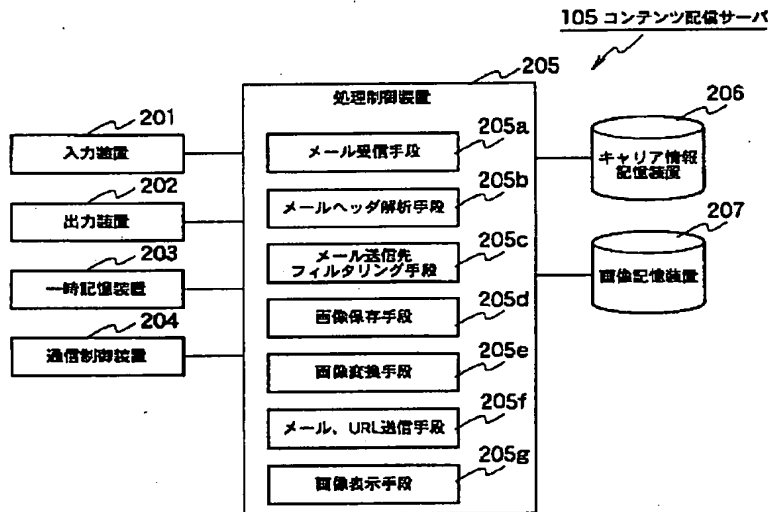 105 コンテンツ配信サーバ
205
処理制御装置
201
入力装置
202
出力装置
203
一時記憶装置
204
通信制御装置
205a
メール受信手段
205b
メールヘッダ解析手段
205c
メール送信先
フィルタリング手段
205d
画像保存手段
205e
画像変換手段
205f
メール、URL送信手段
205g
画像表示手段
206
キャリア情報
記憶装置
207
画像記憶装置